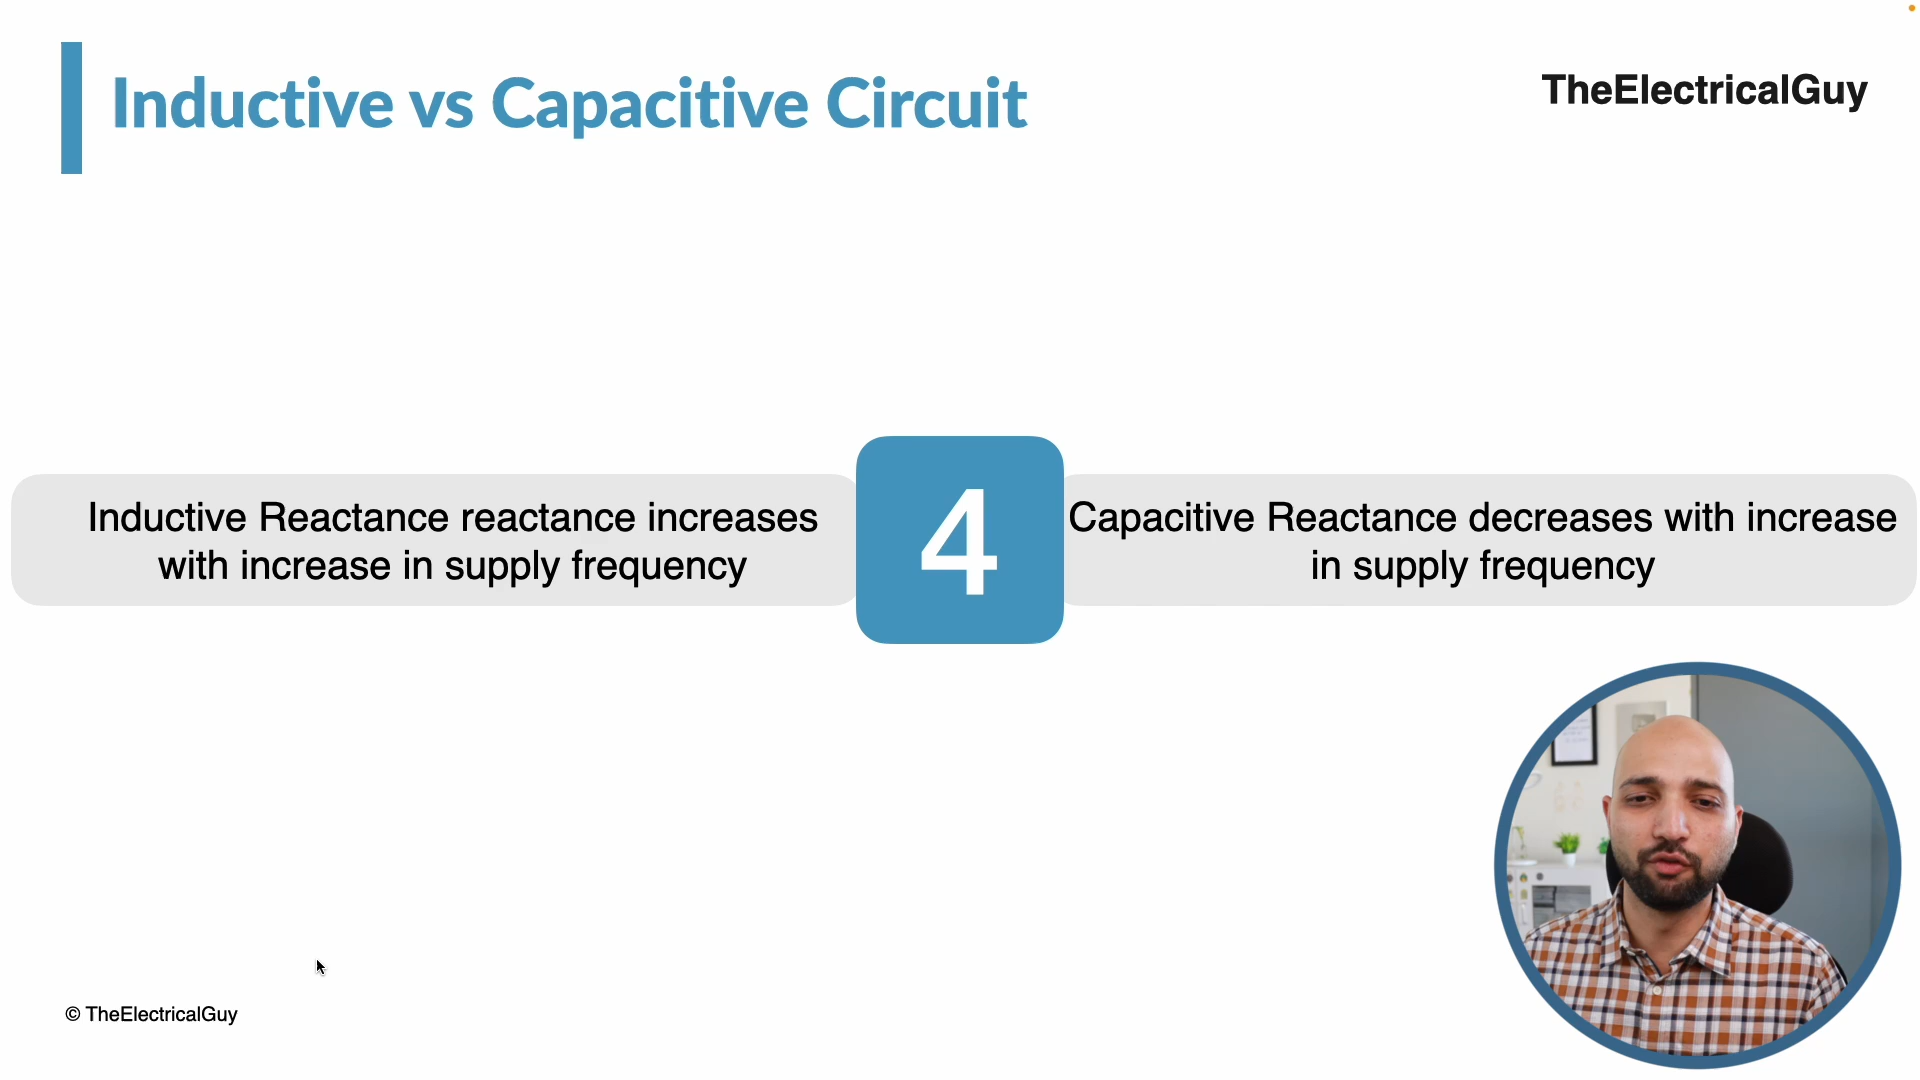 Inductive vs Capacitive Circuit
TheElectricalGuy
Inductive Reactance reactance increases
with increase in supply frequency
4
Capacitive Reactance decreases with increase
in supply frequency
© TheElectricalGuy